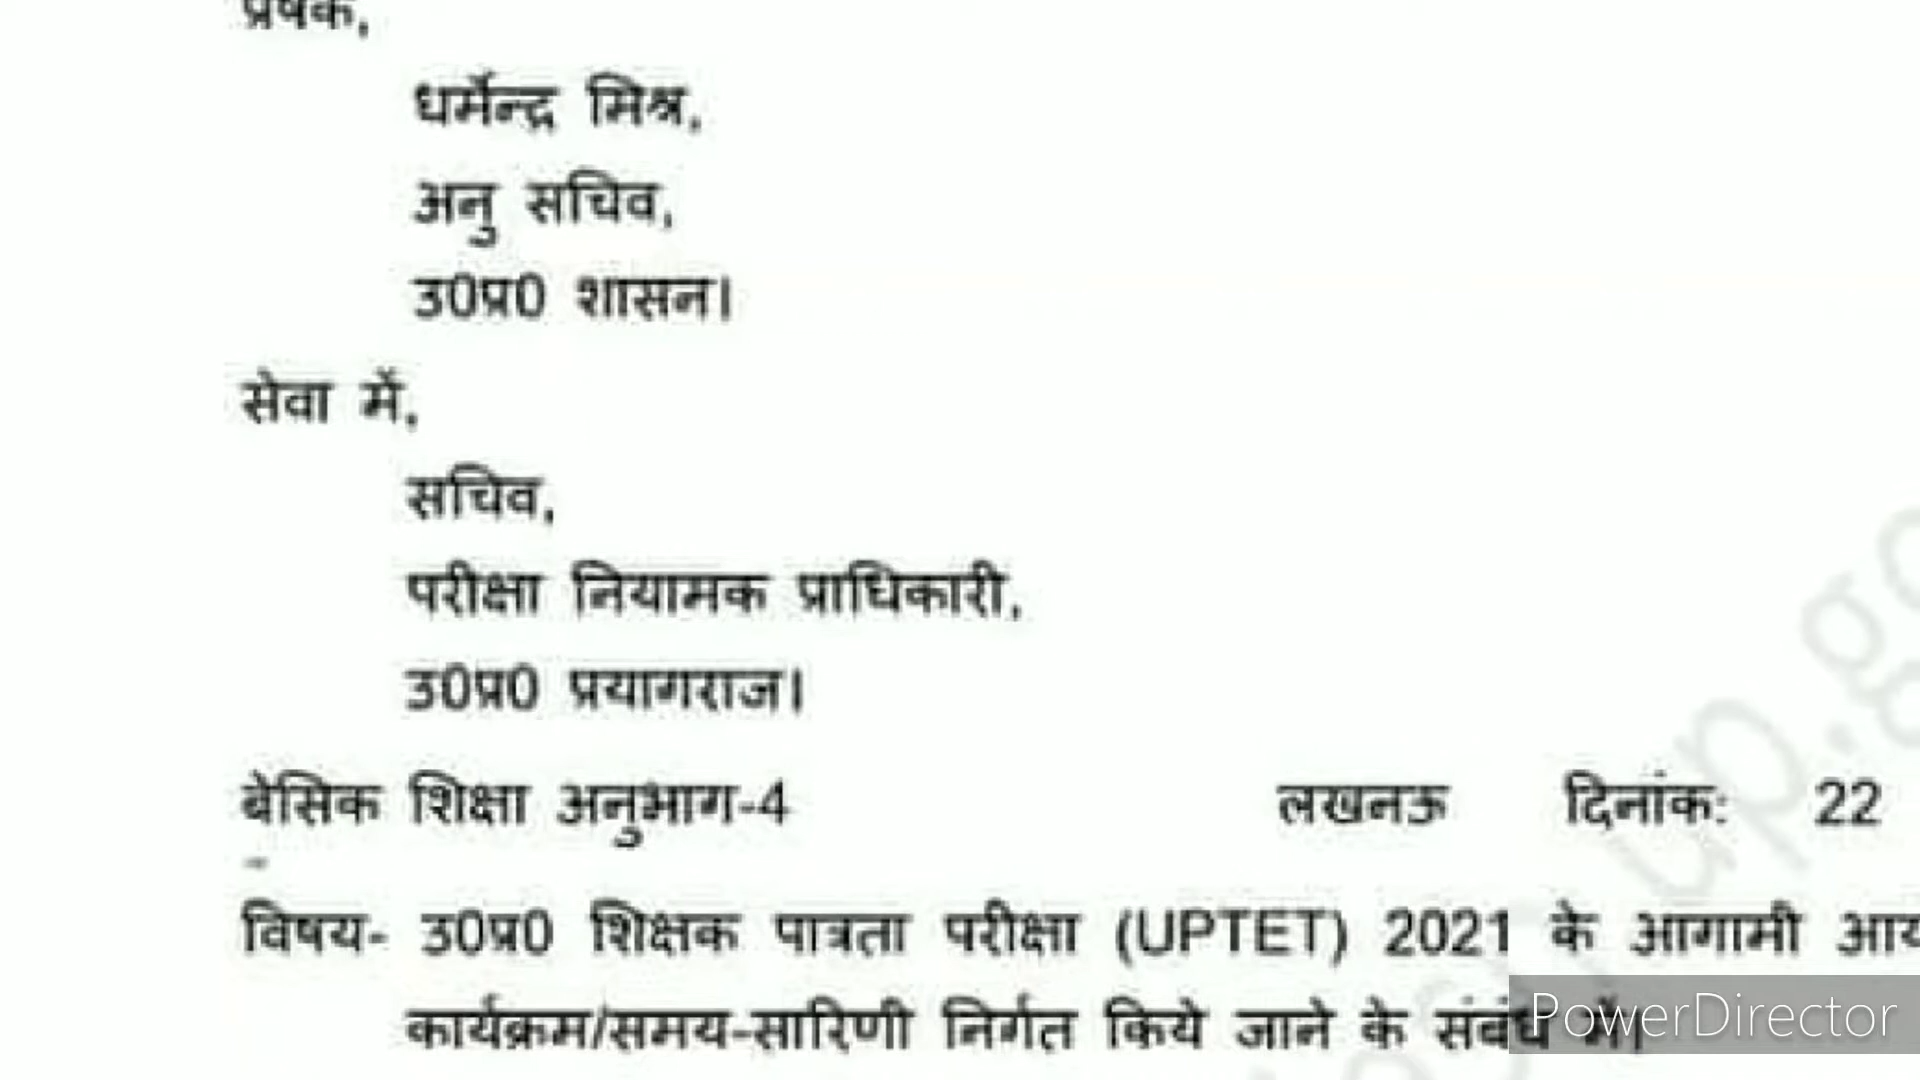 प्रेषक,
धर्मेन्द्र मिश्र,
अनु सचिव,
उ0प्र0 शासन।
सेवा में,
सचिव,
परीक्षा नियामक प्राधिकारी,
उ0प्र0 प्रयागराज।
बेसिक शिक्षा अनुभाग-4 लखनऊ दिनांक: 22
विषय- उ0प्र0 शिक्षक पात्रता परीक्षा (UPTET) 2021 के आगामी
कार्यक्रम/समय-सारिणी निर्गत किये जाने के संबंध में।
PowerDirector